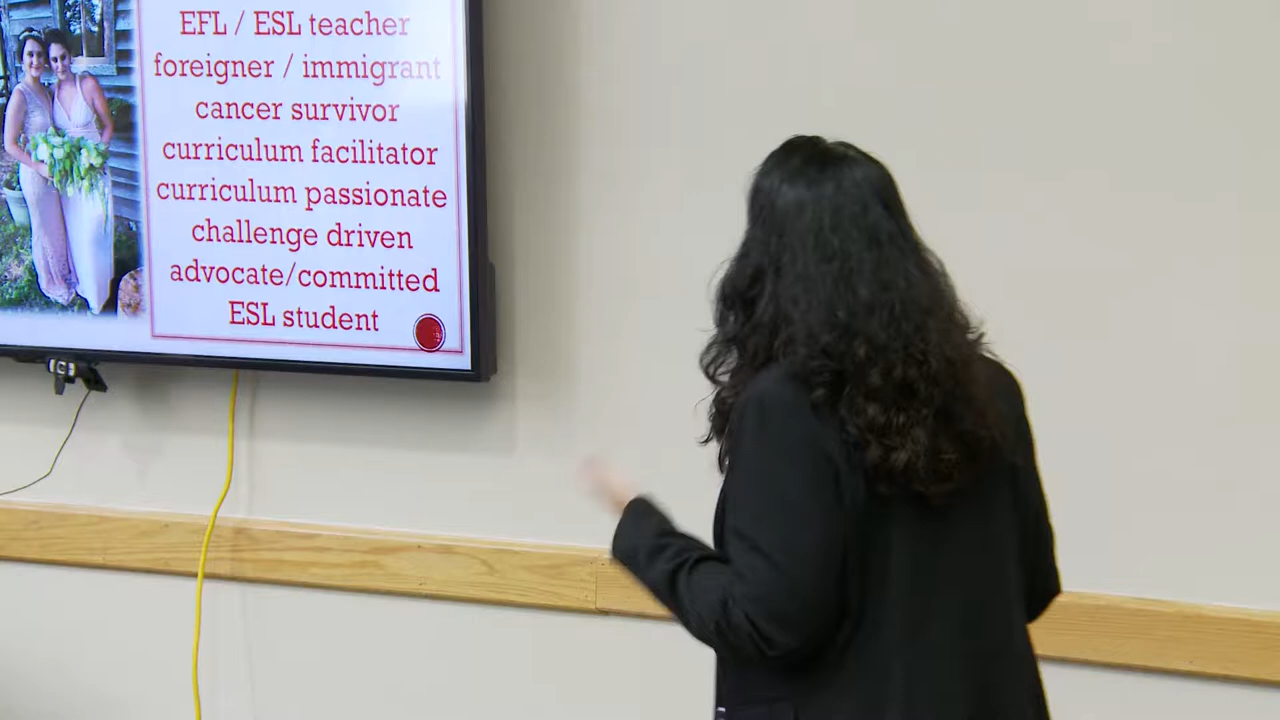 EFL / ESL teacher
foreigner / immigrant
cancer survivor
curriculum facilitator
curriculum passionate
challenge driven
advocate/committed
ESL student